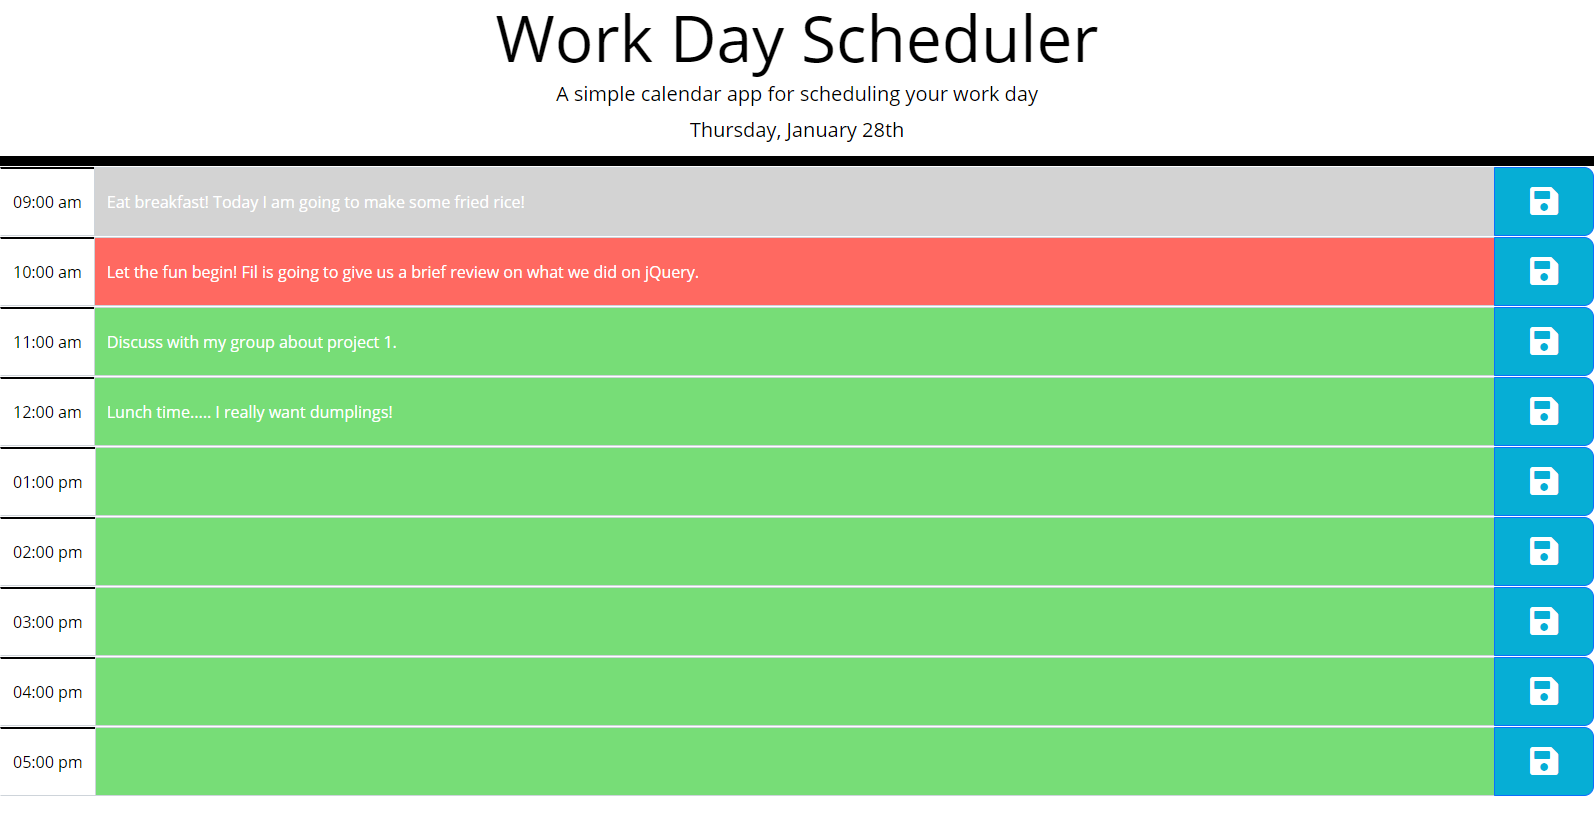 Work Day Scheduler
A simple calendar app for scheduling your work day
Thursday, January 28th
09:00 am Eat breakfast! Today I am going to make some fried rice!
10:00 am Let the fun begin! Fil is going to give us a brief review on what we did on jQuery.
11:00 am Discuss with my group about project 1.
12:00 am Lunch time..... I really want dumplings!
01:00 pm
02:00 pm
03:00 pm
04:00 pm
05:00 pm